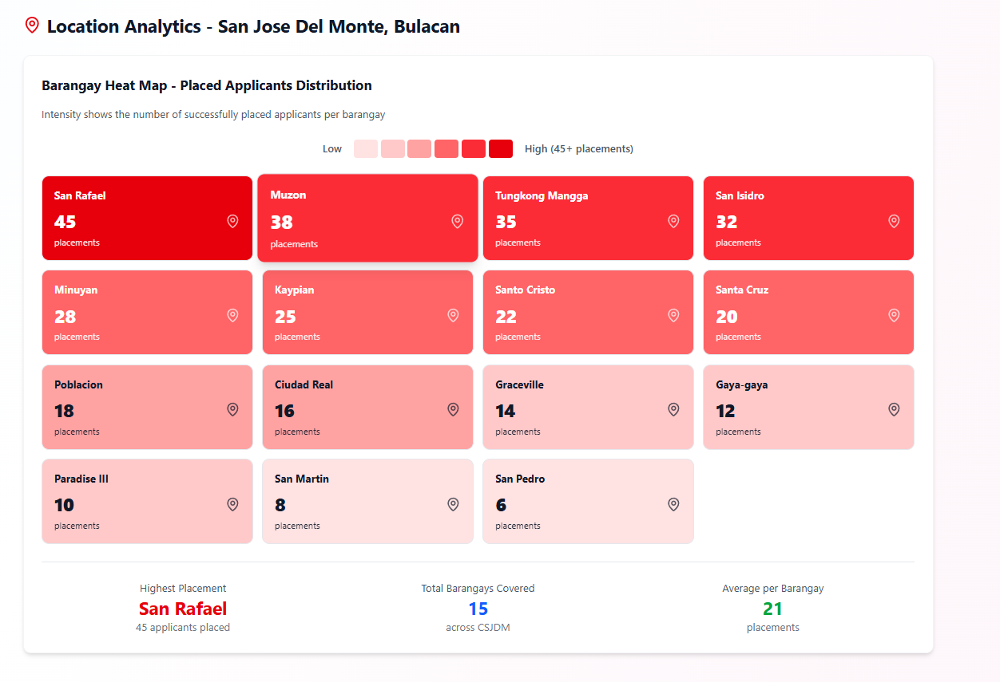 Location Analytics - San Jose Del Monte, Bulacan
Barangay Heat Map - Placed Applicants Distribution
Intensity shows the number of successfully placed applicants per barangay
Low High (45+ placements)
San Rafael
45
placements
Muzon
38
placements
Tungkong Mangga
35
placements
San Isidro
32
placements
Minuyan
28
placements
Kaypian
25
placements
Santo Cristo
22
placements
Santa Cruz
20
placements
Poblacion
18
placements
Ciudad Real
16
placements
Graceville
14
placements
Gaya-gaya
12
placements
Paradise III
10
placements
San Martin
8
placements
San Pedro
6
placements
Highest Placement
San Rafael
45 applicants placed
Total Barangays Covered
15
across CSJDM
Average per Barangay
21
placements